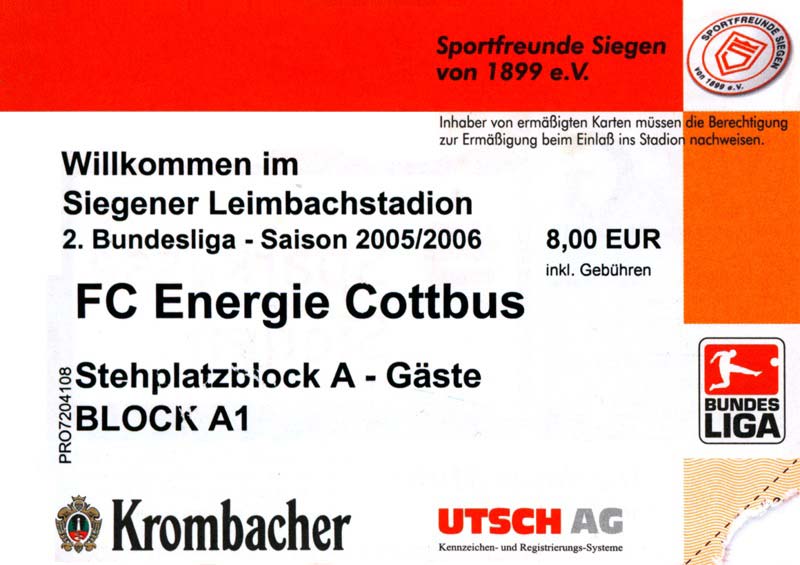 Sportfreunde Siegen
von 1899 e.V.
SPORTFREUNDE SIEGEN
von 1899 e.V.
Inhaber von ermäßigten Karten müssen die Berechtigung
zur Ermäßigung beim Einlaß ins Stadion nachweisen.
Willkommen im
Siegener Leimbachstadion
2. Bundesliga - Saison 2005/2006
8,00 EUR
inkl. Gebühren
FC Energie Cottbus
Stehplatzblock A - Gäste
BLOCK A1
PRO7204108
BUNDES
LIGA
Krombacher
UTSCH AG
Kennzeichen- und Registrierungs-Systeme